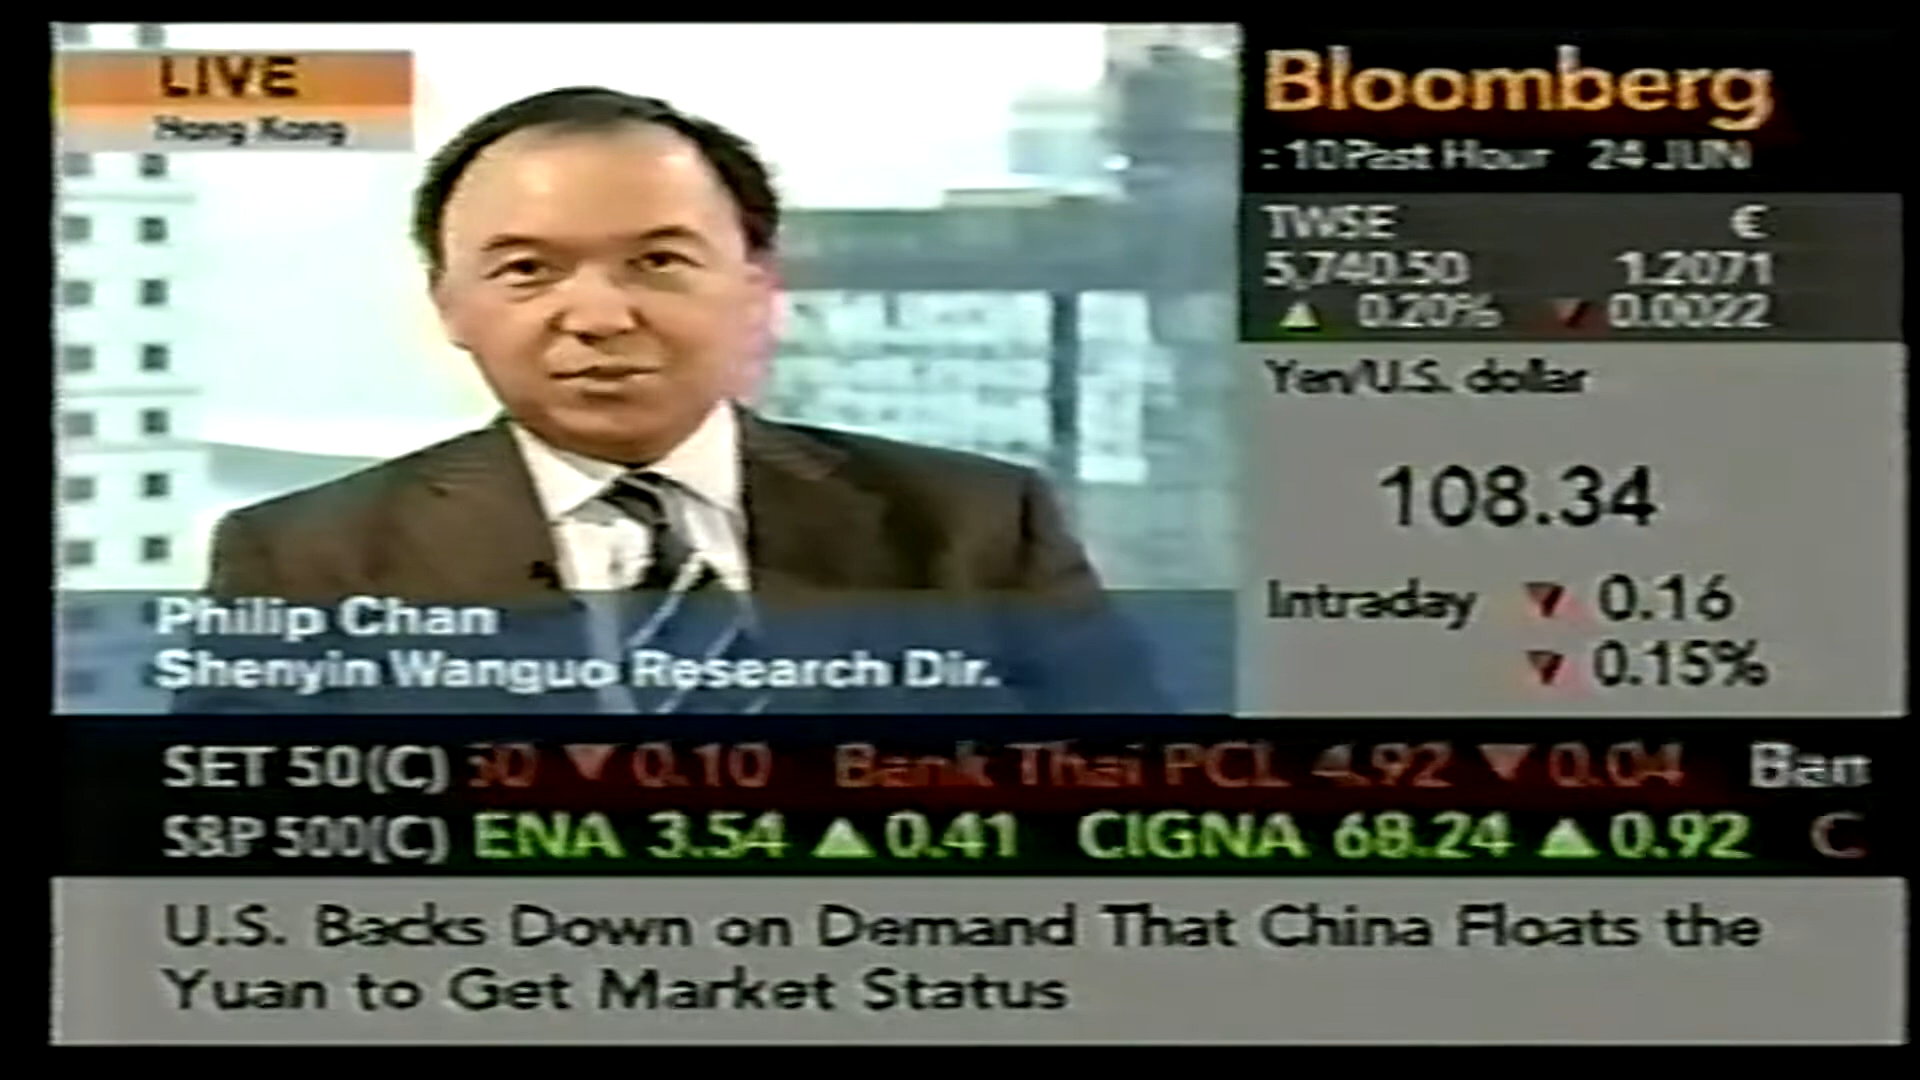 LIVE
Hong Kong
Bloomberg
:10 Past Hour 24 JUN
TWSE €
5,740.50 1.2071
▲ 0.20% ▼ 0.0022
Yen/U.S. dollar
108.34
Intraday ▼ 0.16
▼ 0.15%
Philip Chan
Shenyin Wanguo Research Dir.
SET 50(C) 0 ▼ 0.10 Bank Thai PCL 4.92 ▼ 0.04 Ban
S&P 500(C) ENA 3.54 ▲ 0.41 CIGNA 68.24 ▲ 0.92 C
U.S. Backs Down on Demand That China Floats the
Yuan to Get Market Status